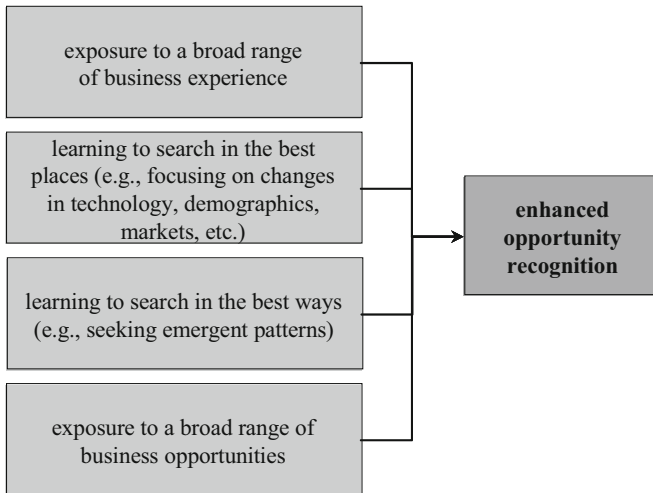 exposure to a broad range
of business experience
learning to search in the best
places (e.g., focusing on changes
in technology, demographics,
markets, etc.)
learning to search in the best ways
(e.g., seeking emergent patterns)
exposure to a broad range of
business opportunities
enhanced
opportunity
recognition